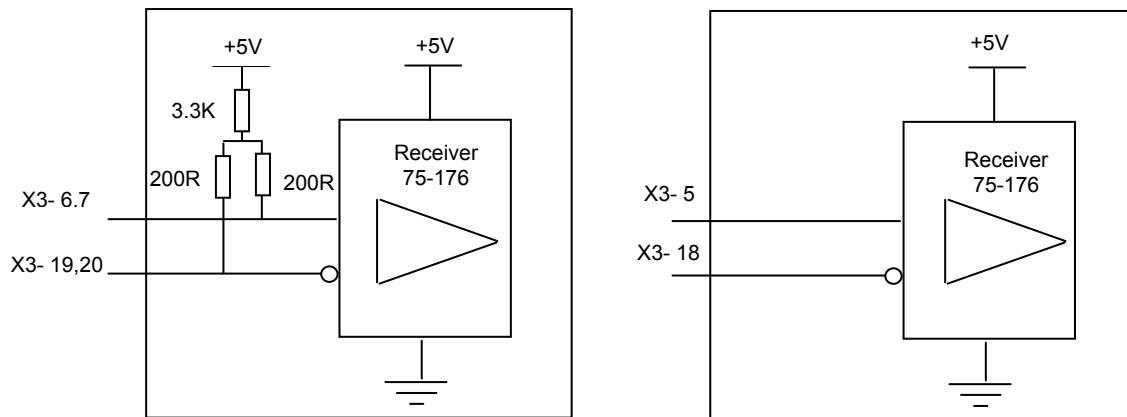 +5V
+5V
3.3K
Receiver
75-176
200R
200R
X3- 6.7
X3- 19,20
+5V
Receiver
75-176
X3- 5
X3- 18